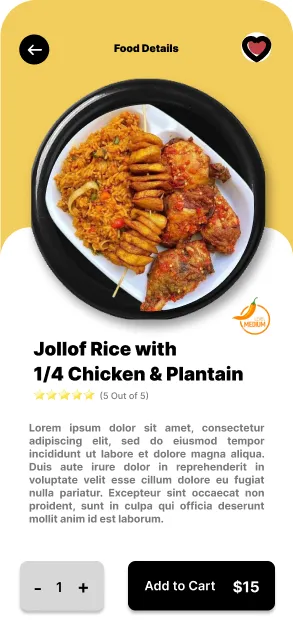 Food Details
MEDIUM
Jollof Rice with
1/4 Chicken & Plantain
(5 Out of 5)
Lorem ipsum dolor sit amet, consectetur
adipiscing elit, sed do eiusmod tempor
incididunt ut labore et dolore magna aliqua.
Duis aute irure dolor in reprehenderit in
voluptate velit esse cillum dolore eu fugiat
nulla pariatur. Excepteur sint occaecat non
proident, sunt in culpa qui officia deserunt
mollit anim id est laborum.
- 1 + Add to Cart $15